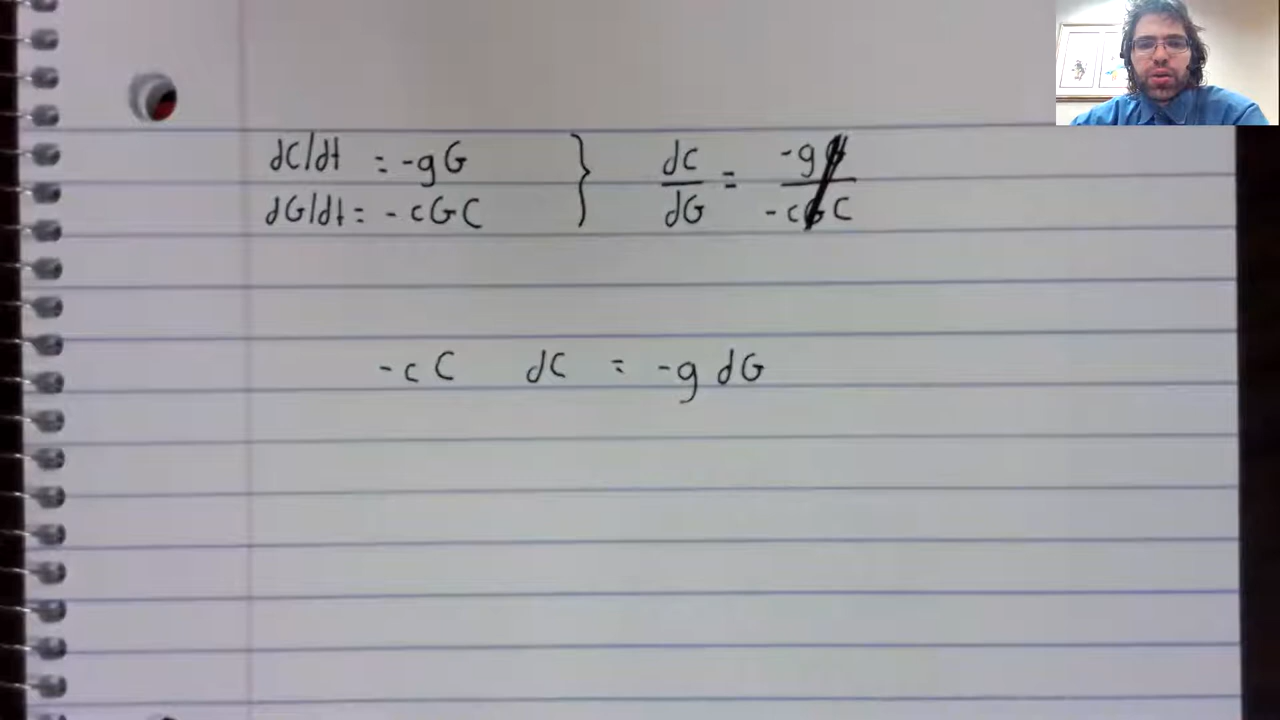 dC/dt = -gG } dC/dG = -gG/-cGC
dG/dt = -cGC
-cC dC = -g dG